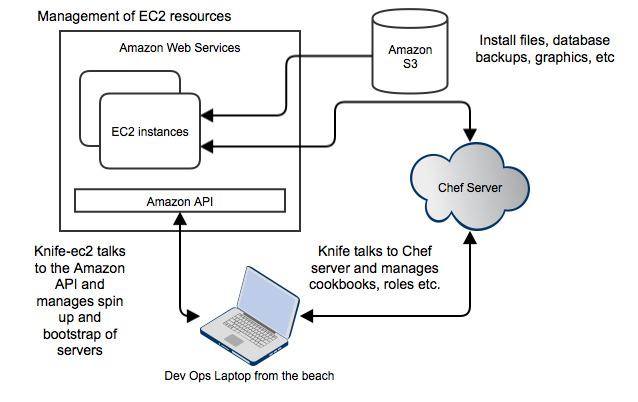 Management of EC2 resources
Amazon Web Services
EC2 instances
Amazon API
Amazon
S3
Install files, database
backups, graphics, etc
Chef Server
Knife-ec2 talks
to the Amazon
API and
manages spin
up and
bootstrap of
servers
Knife talks to Chef
server and manages
cookbooks, roles etc.
Dev Ops Laptop from the beach